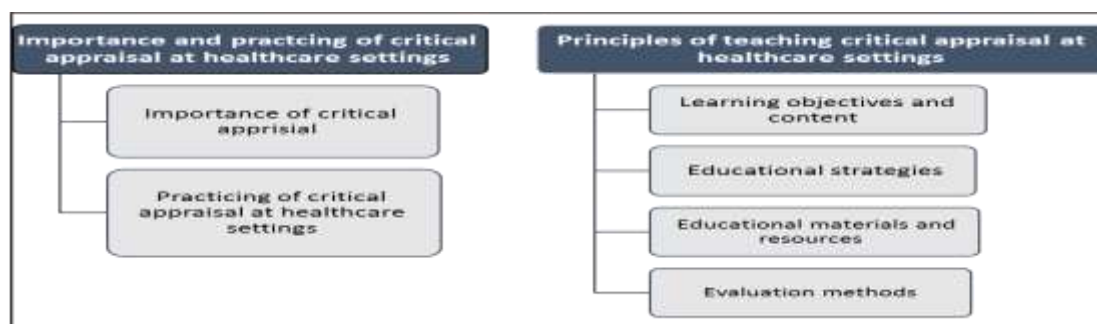 Importance and practcing of critical
appraisal at healthcare settings
Importance of critical
apprisial
Practicing of critical
appraisal at healthcare
settings
Principles of teaching critical appraisal at
healthcare settings
Learning objectives and
content
Educational strategies
Educational materials and
resources
Evaluation methods